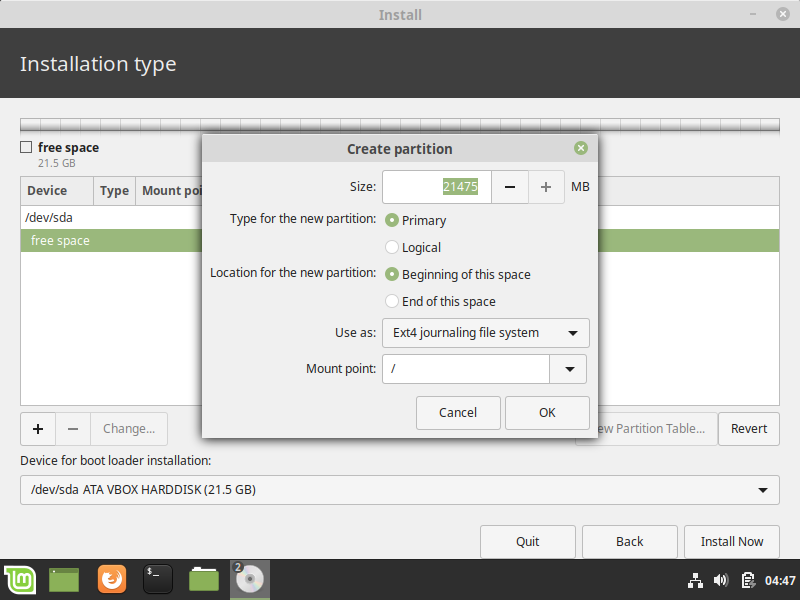 Install
Installation type
free space
21.5 GB
Device Type Mount poi
/dev/sda
free space
Create partition
Size: 21475 − + MB
Type for the new partition: Primary
Logical
Location for the new partition: Beginning of this space
End of this space
Use as: Ext4 journaling file system
Mount point: /
Cancel OK
+ − Change... ew Partition Table... Revert
Device for boot loader installation:
/dev/sda ATA VBOX HARDDISK (21.5 GB)
Quit Back Install Now
$_ 2 04:47